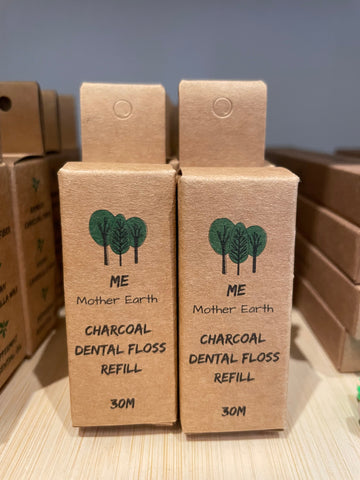 ME
Mother Earth
CHARCOAL
DENTAL FLOSS
REFILL
30M
ME
Mother Earth
CHARCOAL
DENTAL FLOSS
REFILL
30M